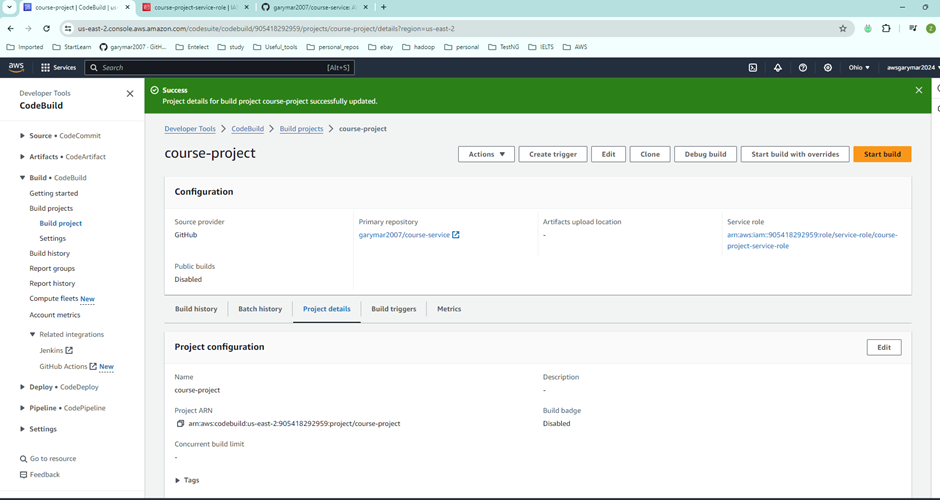 course-project | CodeBuild | us
course-project-service-role | IA
garymar2007/course-service: A
us-east-2.console.aws.amazon.com/codesuite/codebuild/905418292959/projects/course-project/details?region=us-east-2
Imported StartLearn garymar2007 - GitH... Entelect study Useful_tools personal_repos ebay hadoop personal TestNG IELTS AWS
aws Services Search [Alt+S] Ohio awsgarymar2024
Developer Tools
CodeBuild
Source • CodeCommit
Artifacts • CodeArtifact
Build • CodeBuild
Getting started
Build projects
Build project
Settings
Build history
Report groups
Report history
Compute fleets New
Account metrics
Related integrations
Jenkins
GitHub Actions New
Deploy • CodeDeploy
Pipeline • CodePipeline
Settings
Go to resource
Feedback
Success
Project details for build project course-project successfully updated.
Developer Tools > CodeBuild > Build projects > course-project
course-project
Actions Create trigger Edit Clone Debug build Start build with overrides Start build
Configuration
Source provider
GitHub
Primary repository
garymar2007/course-service
Artifacts upload location
-
Service role
arn:aws:iam::905418292959:role/service-role/course-
project-service-role
Public builds
Disabled
Build history Batch history Project details Build triggers Metrics
Project configuration Edit
Name
course-project
Description
-
Project ARN
arn:aws:codebuild:us-east-2:905418292959:project/course-project
Build badge
Disabled
Concurrent build limit
-
Tags